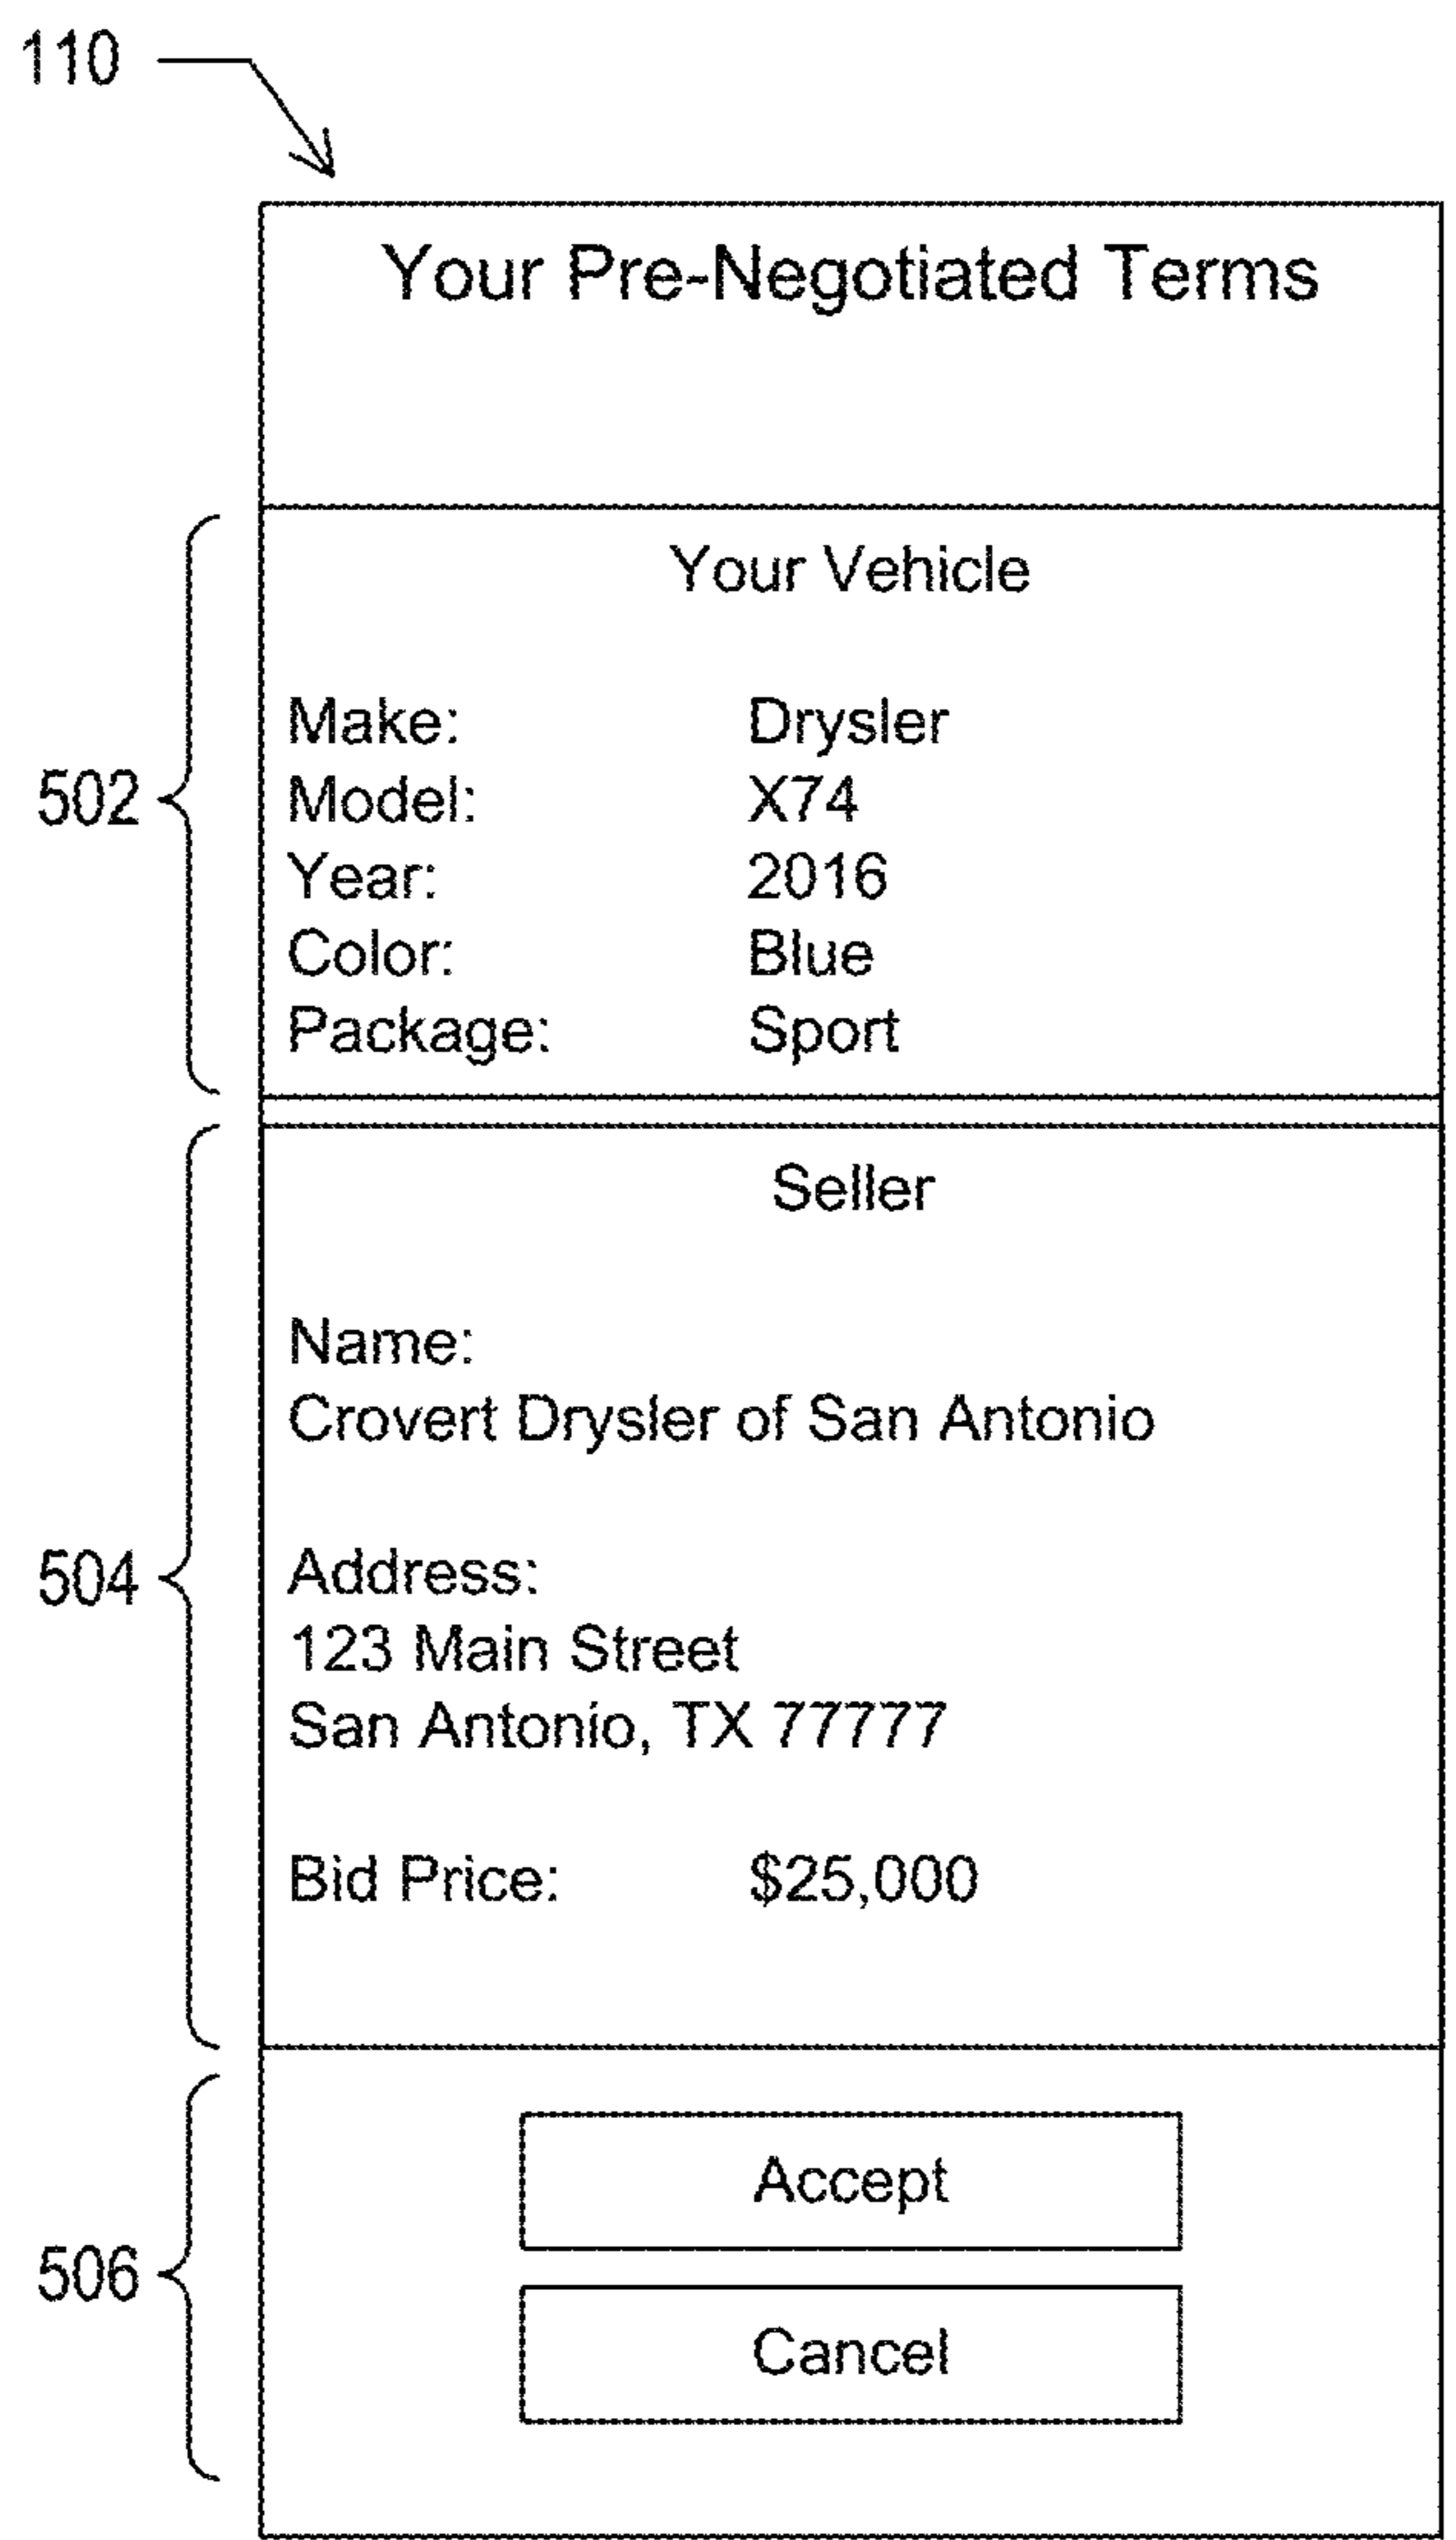 110
Your Pre-Negotiated Terms
Your Vehicle
Make: Drysler
502
Model: X74
Year: 2016
Color: Blue
Package: Sport
Seller
Name:
Crovert Drysler of San Antonio
504
Address:
123 Main Street
San Antonio, TX 77777
Bid Price: $25,000
506
Accept
Cancel